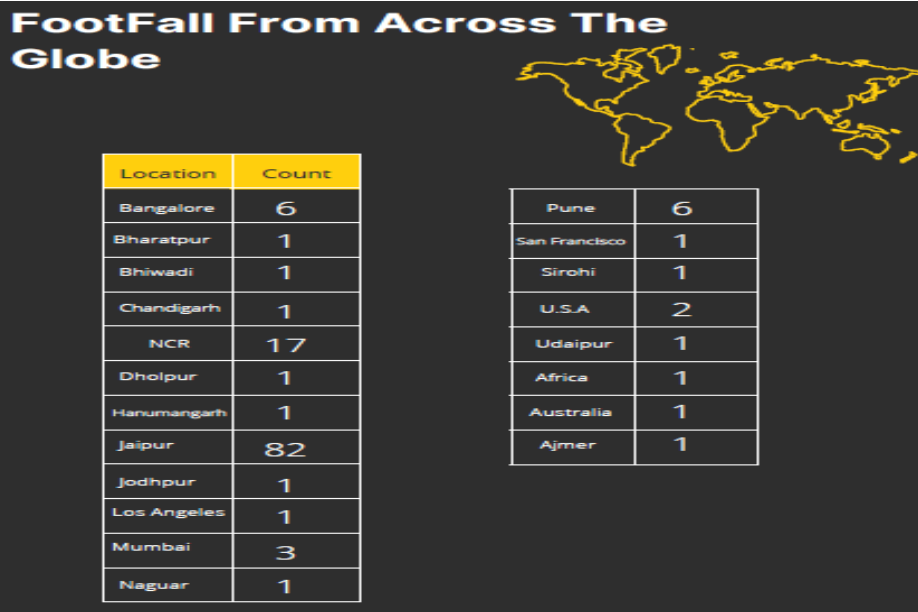 FootFall From Across The
Globe
Location Count
Bangalore 6
Bharatpur 1
Bhiwadi 1
Chandigarh 1
NCR 17
Dholpur 1
Hanumangarh 1
Jaipur 82
Jodhpur 1
Los Angeles 1
Mumbai 3
Naguar 1
Pune 6
San Francisco 1
Sirohi 1
U.S.A 2
Udaipur 1
Africa 1
Australia 1
Ajmer 1